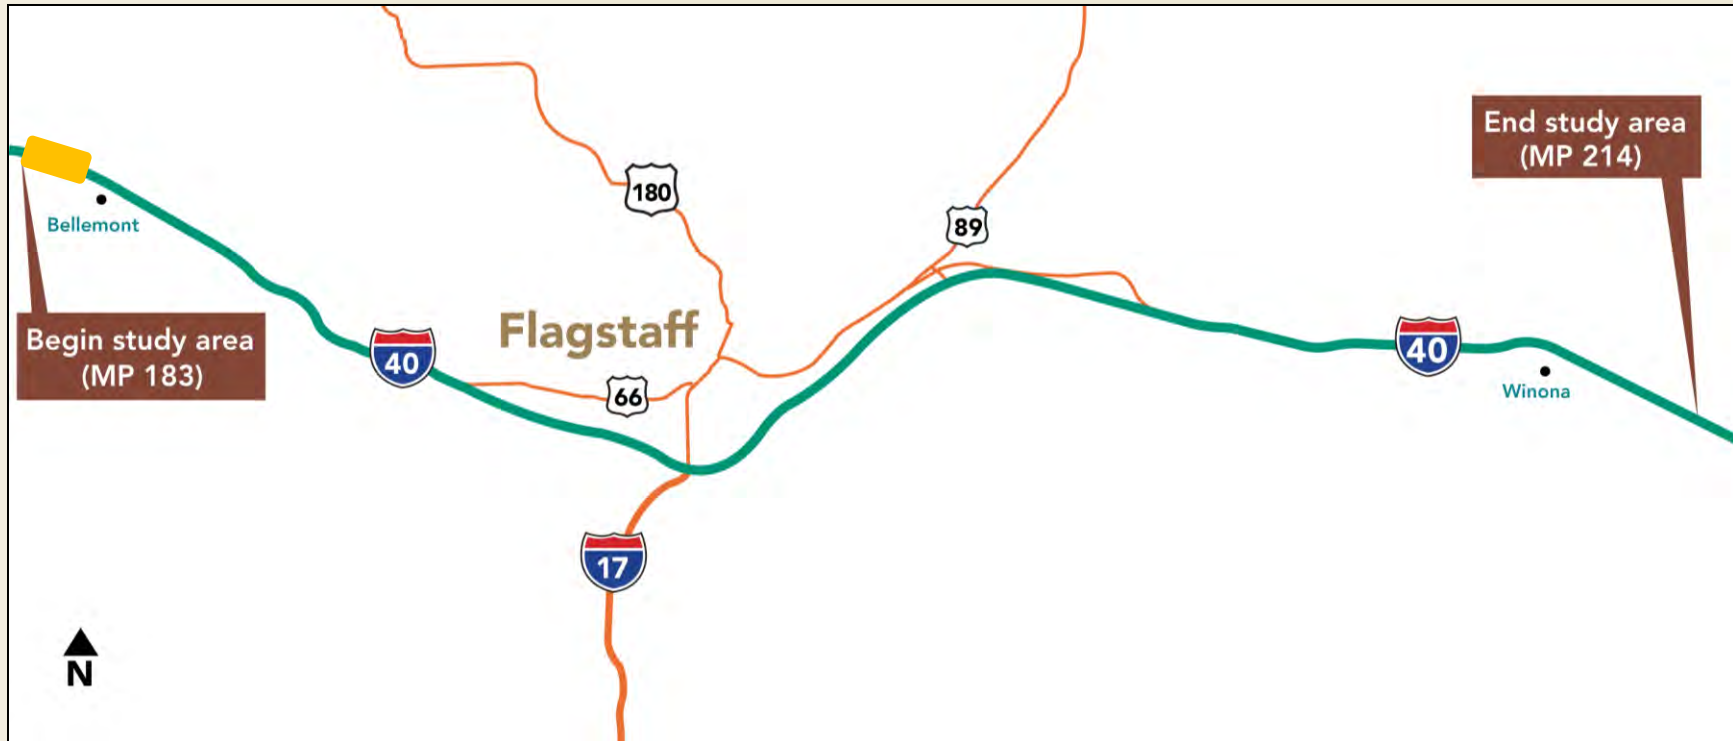 180
89
End study area
(MP 214)
Bellemont
Flagstaff
Begin study area
(MP 183)
40
40
66
Winona
17
N